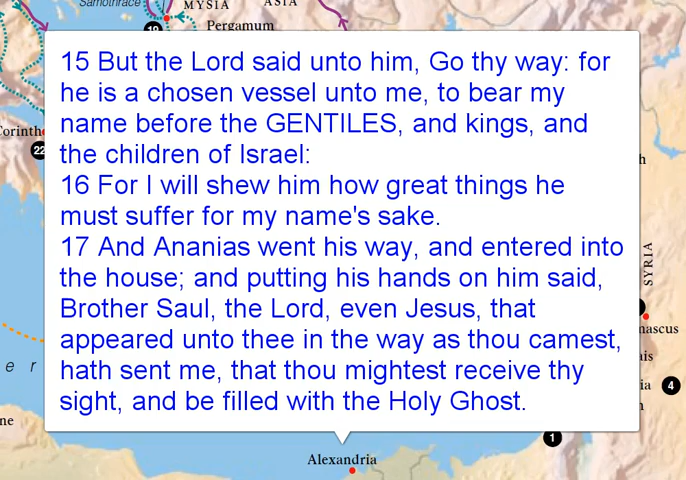 Samothrace
MYSIA
ASIA
Pergamum
19
15 But the Lord said unto him, Go thy way: for
he is a chosen vessel unto me, to bear my
name before the GENTILES, and kings, and
the children of Israel:
16 For I will shew him how great things he
must suffer for my name's sake.
17 And Ananias went his way, and entered into
the house; and putting his hands on him said,
Brother Saul, the Lord, even Jesus, that
appeared unto thee in the way as thou camest,
hath sent me, that thou mightest receive thy
sight, and be filled with the Holy Ghost.
Corinth
22
SYRIA
mascus
4
1
Alexandria